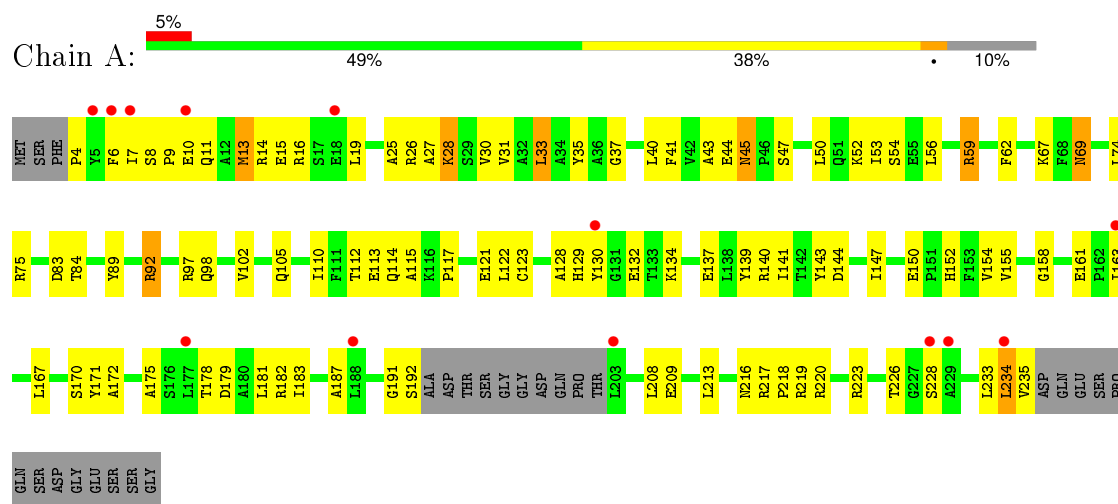 5%
Chain A:
49% 38% • 10%
MET SER PHE P4 Y5 F6 I7 S8 P9 E10 Q11 A12 M13 R14 E15 R16 S17 E18 L19 A25 R26 A27 K28 S29 V30 V31 A32 L33 A34 Y35 A36 G37 L40 F41 V42 A43 E44 N45 P46 S47 L50 Q51 K52 I53 S54 E55 L56 R59 F62 K67 F68 N69 L74
R75 D83 T84 Y89 R92 R97 Q98 V102 Q105 I110 F111 T112 E113 Q114 A115 K116 P117 E121 L122 C123 A128 H129 Y130 G131 E132 T133 K134 E137 L138 Y139 R140 I141 T142 Y143 D144 I147 E150 P151 H152 F153 V154 V155 G158 E161 P162 I163
L167 S170 Y171 A172 A175 S176 L177 T178 D179 A180 L181 R182 I183 A187 L188 G191 S192 ALA ASP THR SER GLY GLY ASP GLN PRO THR L203 L208 E209 L213 N216 R217 P218 R219 R220 R223 T226 G227 S228 A229 L233 L234 V235 ASP GLN GLU SER PRO
GLN SER ASP GLY GLU SER SER GLY